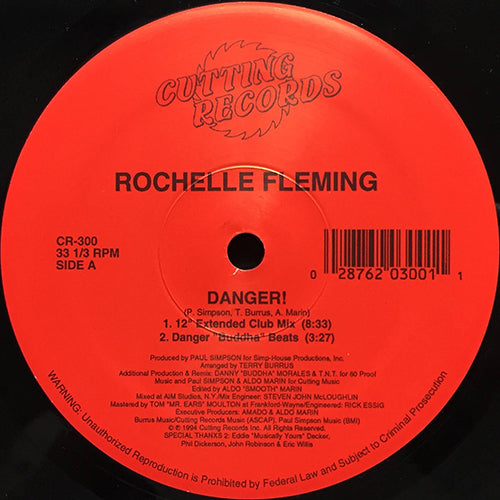 CUTTING
RECORDS
ROCHELLE FLEMING
CR-300
33 1/3 RPM
SIDE A
0 28762 03001 1
DANGER!
(P. Simpson, T. Burrus, A. Marin)
1. 12" Extended Club Mix (8:33)
2. Danger "Buddha" Beats (3:27)
Produced by PAUL SIMPSON for Simp-House Productions, Inc.
Arranged by TERRY BURRUS
Additional Production & Remix: DANNY "BUDDHA" MORALES & T.N.T. for 80 Proof
Music and Paul SIMPSON & ALDO MARIN for Cutting Music
Edited by ALDO "SMOOTH" MARIN
Mixed at AIM Studios, N.Y./Mix Engineer: STEVEN JOHN McLOUGHLIN
Mastered by TOM "MR. EARS" MOULTON at Frankford-Wayne/Engineered: RICK ESSIG
Executive Producers: AMADO & ALDO MARIN
Burrus Music/Cutting Music (ASCAP), Paul Simpson Music (BMI)
© ℗ 1994 Cutting Records Inc. All Rights Reserved.
SPECIAL THANXS 2: Eddie "Musically Yours" Decker,
Phil Dickerson, John Robinson & Eric Willis
WARNING: Unauthorized Reproduction is Prohibited by Federal Law and Subject to Criminal Prosecution